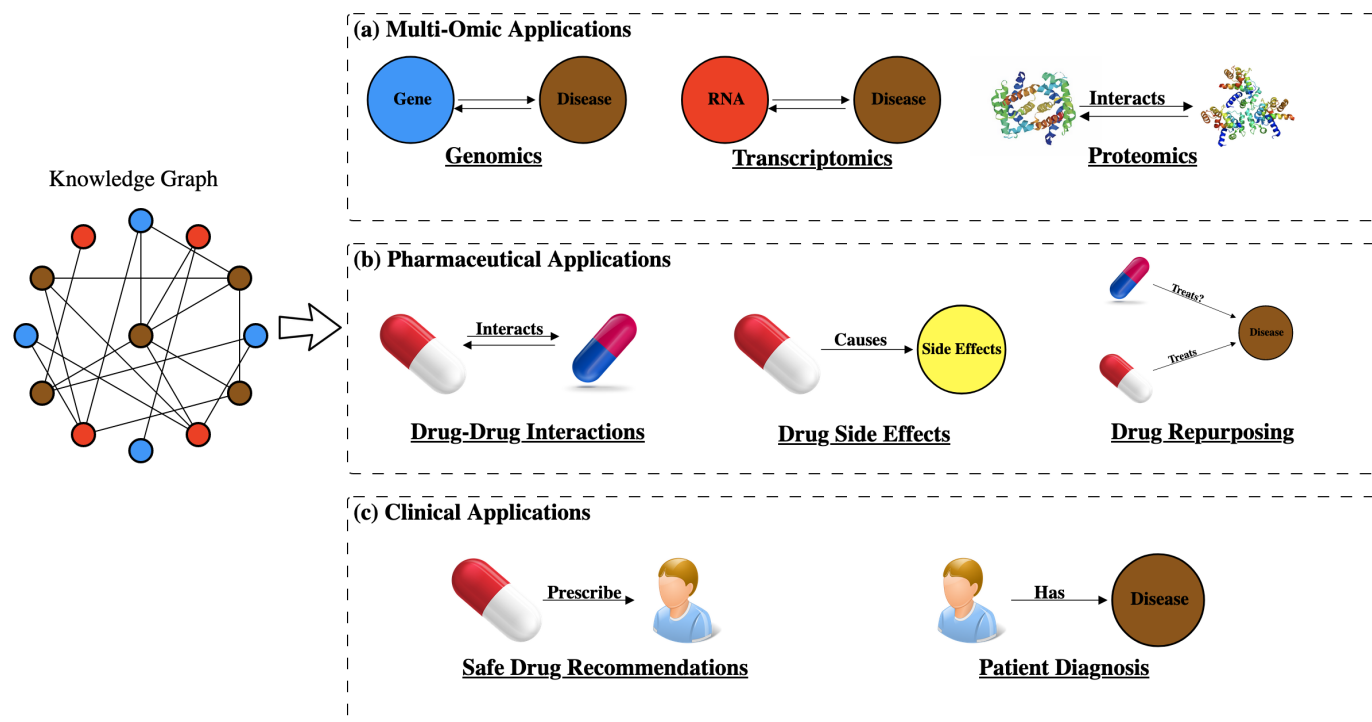 Knowledge Graph
(a) Multi-Omic Applications
Gene
Disease
Genomics
RNA
Disease
Transcriptomics
Interacts
Proteomics
(b) Pharmaceutical Applications
Interacts
Drug-Drug Interactions
Causes
Side Effects
Drug Side Effects
Treats?
Treats
Disease
Drug Repurposing
(c) Clinical Applications
Prescribe
Safe Drug Recommendations
Has
Disease
Patient Diagnosis